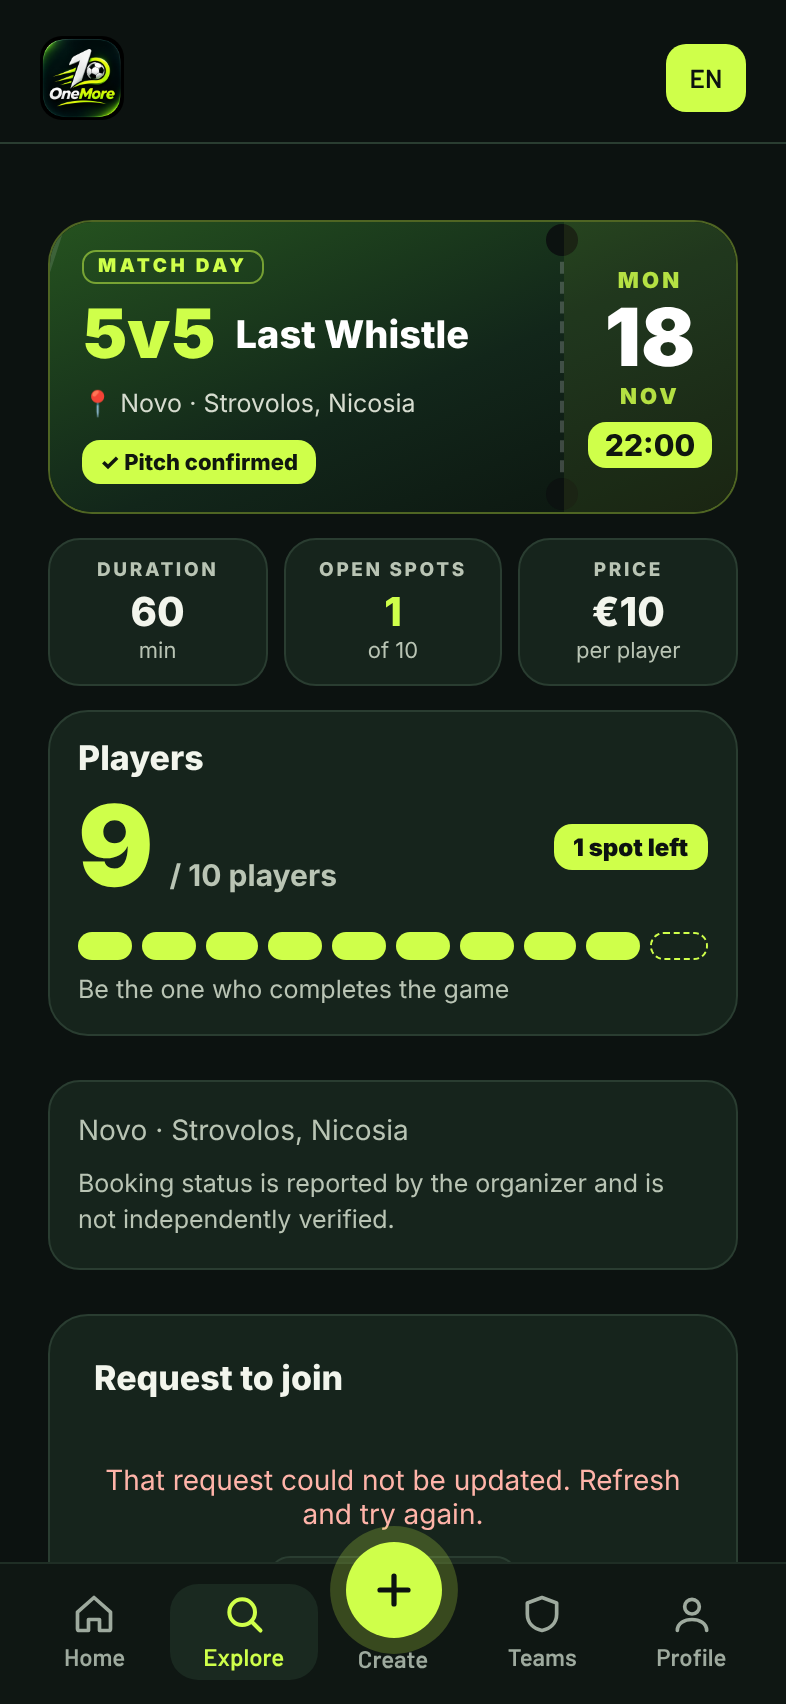 OneMore
EN
MATCH DAY
5v5 Last Whistle
📍 Novo · Strovolos, Nicosia
✓ Pitch confirmed
MON
18
NOV
22:00
DURATION
60
min
OPEN SPOTS
1
of 10
PRICE
€10
per player
Players
9 / 10 players
1 spot left
Be the one who completes the game
Novo · Strovolos, Nicosia
Booking status is reported by the organizer and is
not independently verified.
Request to join
That request could not be updated. Refresh
and try again.
Home
Explore
Create
Teams
Profile